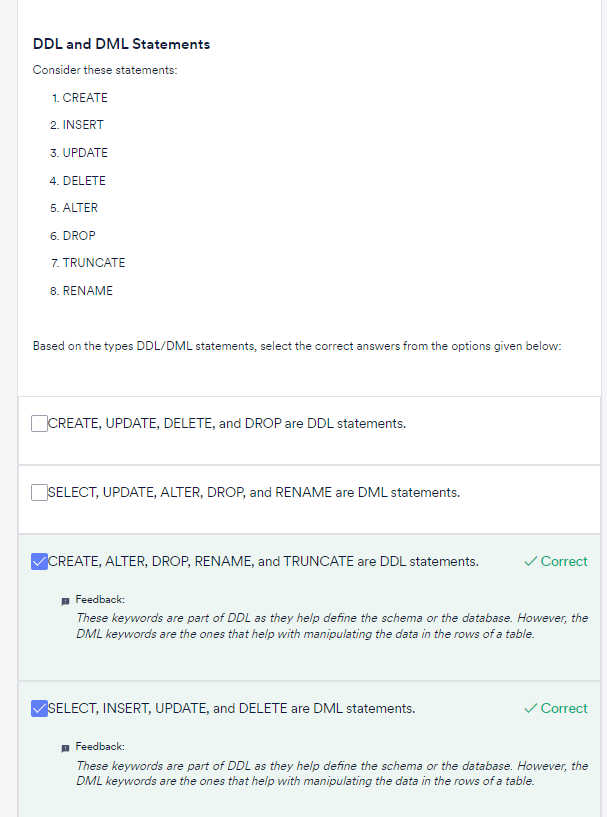 DDL and DML Statements
Consider these statements:
1. CREATE
2. INSERT
3. UPDATE
4. DELETE
5. ALTER
6. DROP
7. TRUNCATE
8. RENAME
Based on the types DDL/DML statements, select the correct answers from the options given below:
CREATE, UPDATE, DELETE, and DROP are DDL statements.
SELECT, UPDATE, ALTER, DROP, and RENAME are DML statements.
CREATE, ALTER, DROP, RENAME, and TRUNCATE are DDL statements. Correct
Feedback:
These keywords are part of DDL as they help define the schema or the database. However, the
DML keywords are the ones that help with manipulating the data in the rows of a table.
SELECT, INSERT, UPDATE, and DELETE are DML statements. Correct
Feedback:
These keywords are part of DDL as they help define the schema or the database. However, the
DML keywords are the ones that help with manipulating the data in the rows of a table.